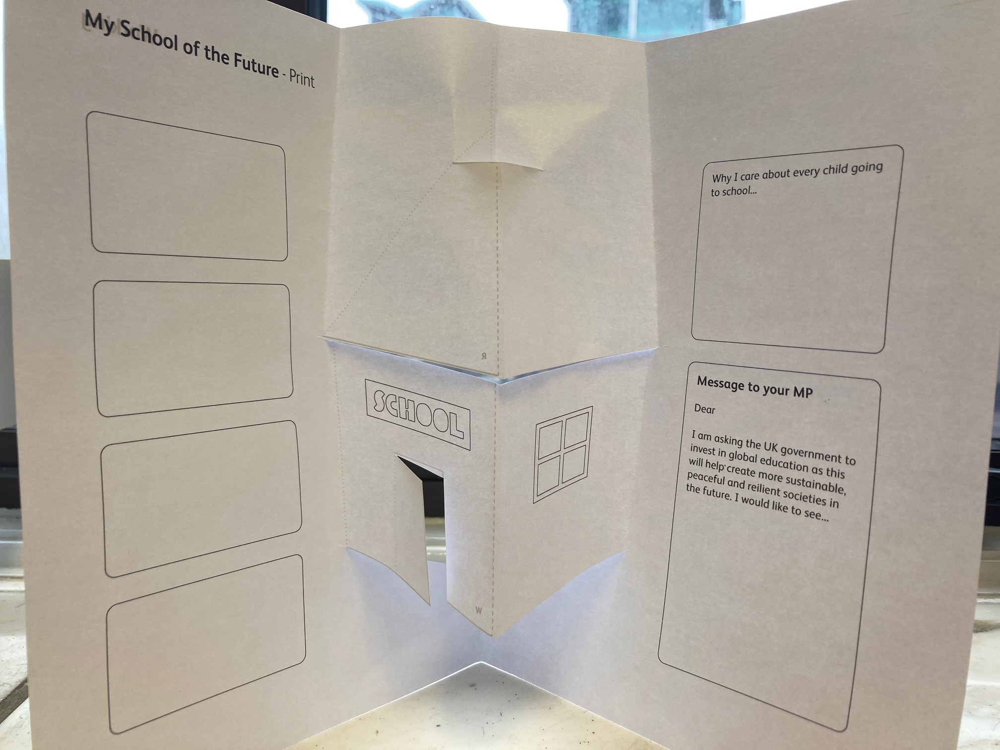 My School of the Future - Print
Why I care about every child going
to school...
R
SCHOOL
Message to your MP
Dear
I am asking the UK government to
invest in global education as this
will help create more sustainable,
peaceful and reilient societies in
the future. I would like to see...
W